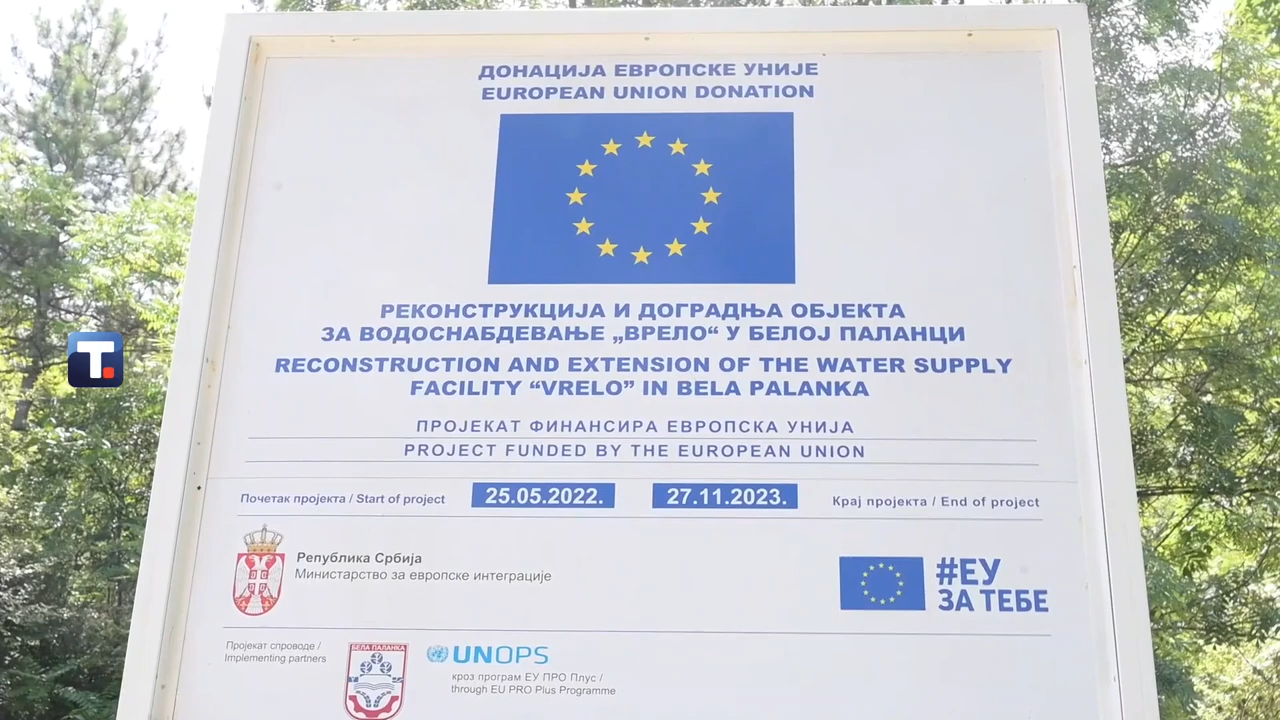 ДОНАЦИЈА ЕВРОПСКЕ УНИЈЕ
EUROPEAN UNION DONATION
РЕКОНСТРУКЦИЈА И ДОГРАДЊА ОБЈЕКТА
ЗА ВОДОСНАБДЕВАЊЕ „ВРЕЛО“ У БЕЛОЈ ПАЛАНЦИ
RECONSTRUCTION AND EXTENSION OF THE WATER SUPPLY
FACILITY “VRELO” IN BELA PALANKA
ПРОЈЕКАТ ФИНАНСИРА ЕВРОПСКА УНИЈА
PROJECT FUNDED BY THE EUROPEAN UNION
Почетак пројекта / Start of project 25.05.2022. 27.11.2023. Крај пројекта / End of project
Република Србија
Министарство за европске интеграције
#ЕУ
ЗА ТЕБЕ
Пројекат спроводе /
Implementing partners
БЕЛА ПАЛАНКА
UNOPS
кроз програм ЕУ ПРО Плус /
through EU PRO Plus Programme
T.